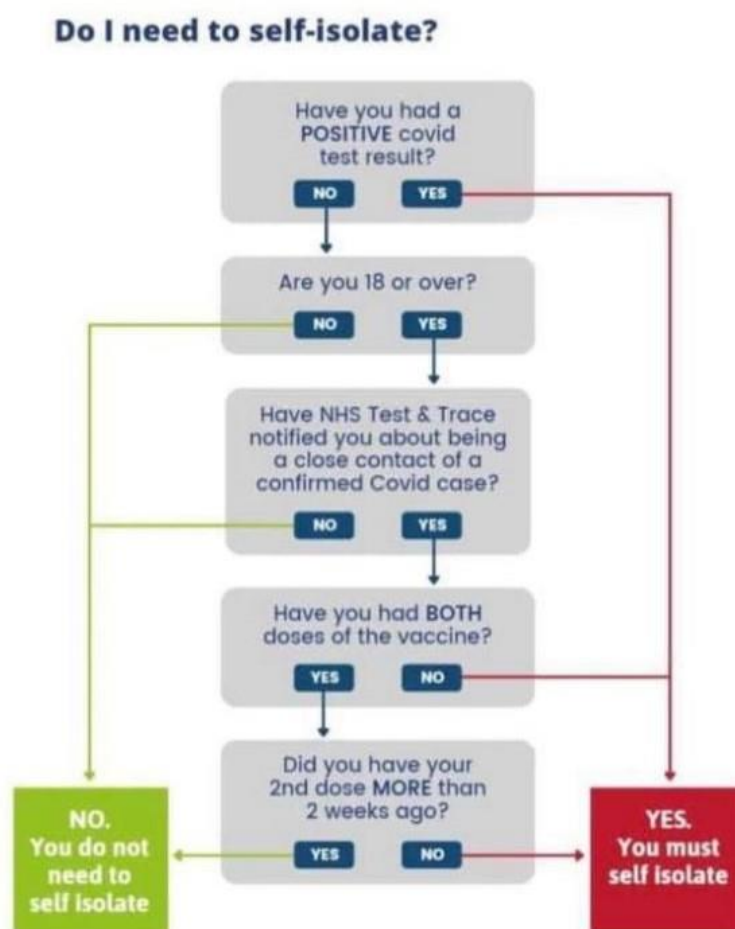 Do I need to self-isolate?
Have you had a
POSITIVE covid
test result?
NO YES
Are you 18 or over?
NO YES
Have NHS Test & Trace
notified you about being
a close contact of a
confirmed Covid case?
NO YES
Have you had BOTH
doses of the vaccine?
YES NO
Did you have your
2nd dose MORE than
2 weeks ago?
YES NO
NO.
You do not
need to
self isolate
YES.
You must
self isolate